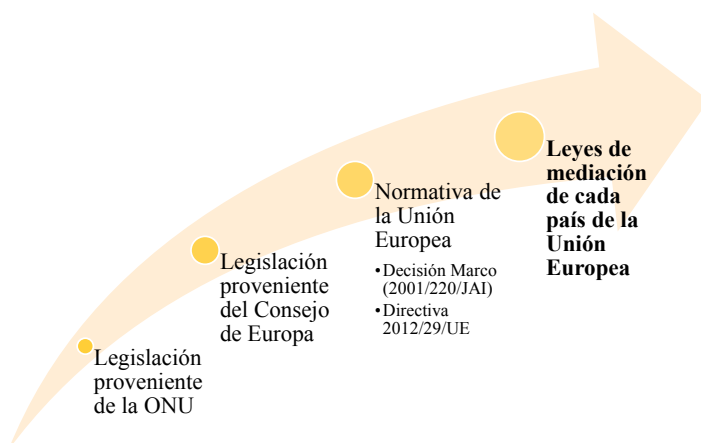 Legislación
proveniente
de la ONU
Legislación
proveniente
del Consejo
de Europa
Normativa de
la Unión
Europea
•Decisión Marco
(2001/220/JAI)
•Directiva
2012/29/UE
Leyes de
mediación
de cada
país de la
Unión
Europea